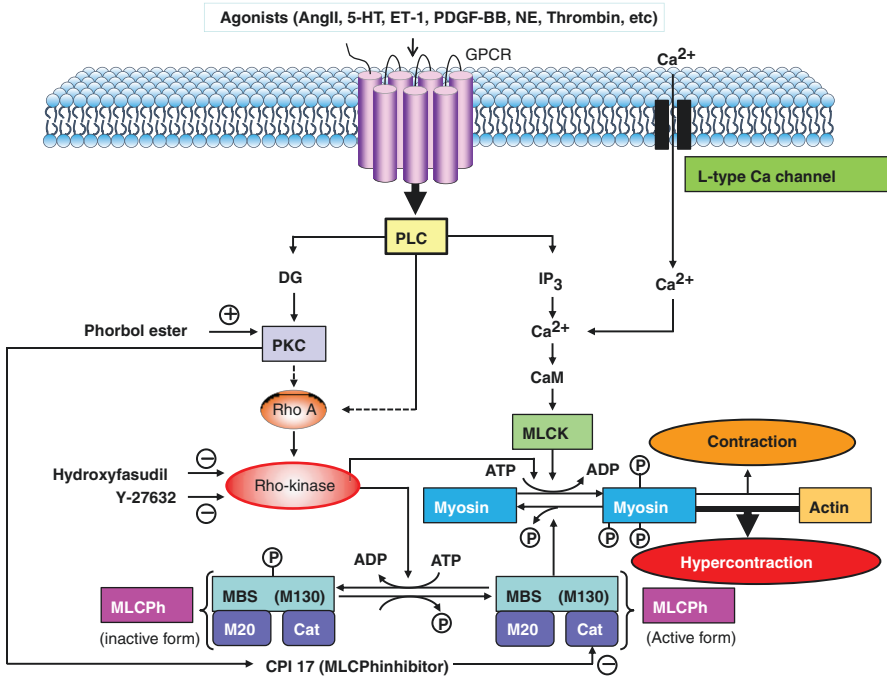 Agonists (AngII, 5-HT, ET-1, PDGF-BB, NE, Thrombin, etc)
GPCR
Ca2+
L-type Ca channel
PLC
DG
IP3
Ca2+
Phorbol ester
+
PKC
Ca2+
CaM
Rho A
MLCK
Contraction
Hydroxyfasudil
−
Y-27632
−
Rho-kinase
ATP
ADP
P
Myosin
Myosin
Actin
P
P
P
Hypercontraction
P
ADP
ATP
MLCPh
(inactive form)
MBS (M130)
M20
Cat
P
MBS (M130)
M20
Cat
MLCPh
(Active form)
CPI 17 (MLCPhinhibitor)
−